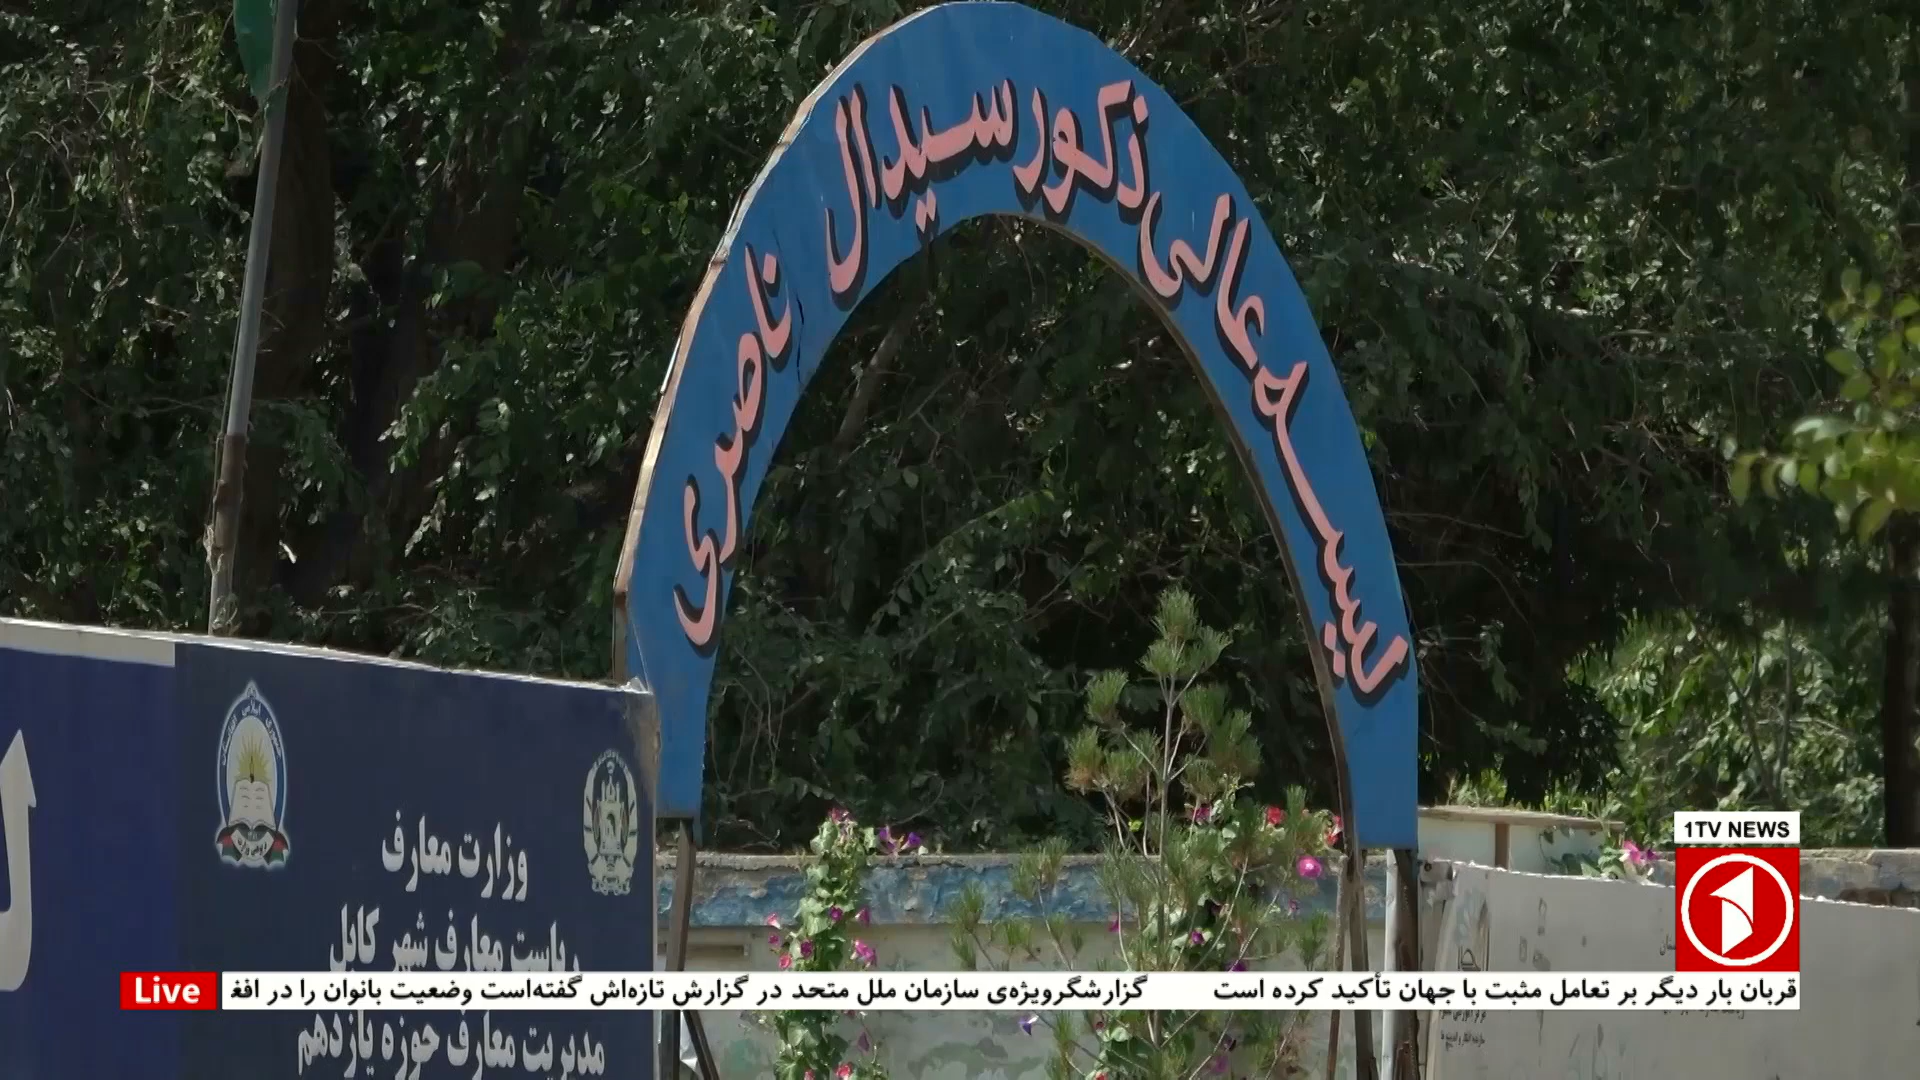 لیسه عالی ذکور سیدال ناصری
وزارت معارف
ریاست معارف شهر کابل
مدیریت معارف حوزه یازدهم
1TV NEWS
Live
قربان بار دیگر بر تعامل مثبت با جهان تأکید کرده است گزارشگرویژه‌ی سازمان ملل متحد در گزارش تازه‌اش گفته‌است وضعیت بانوان را در افغ